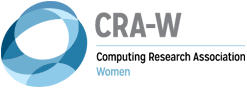 CRA-W
Computing Research Association
Women